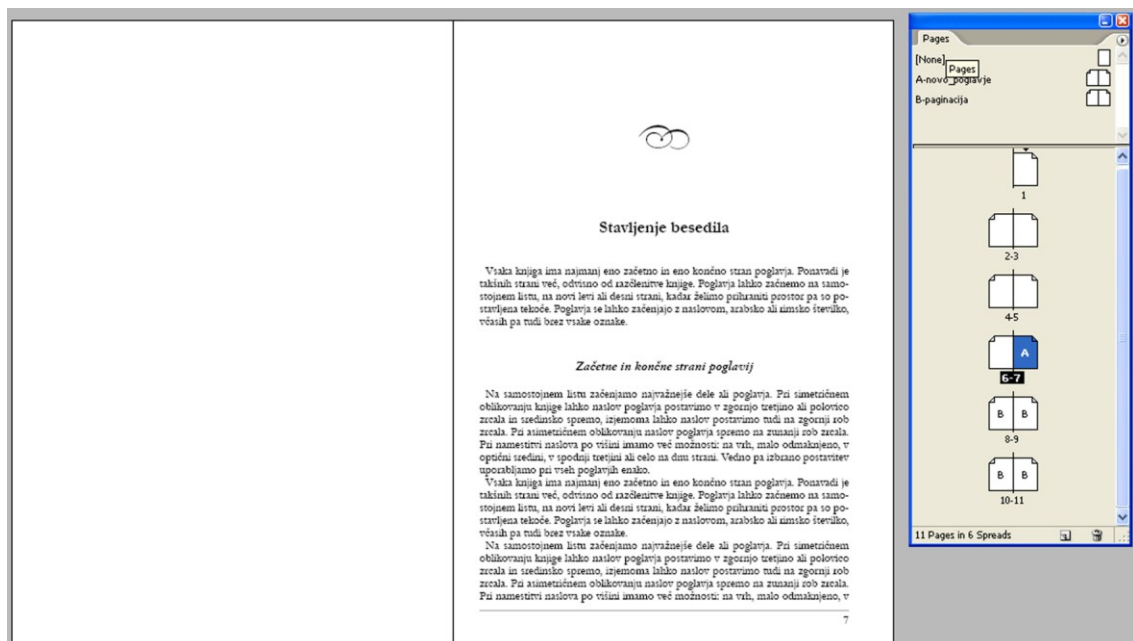 Stavljenje besedila
Vsaka knjiga ima najmanj eno začetno in eno končno stran poglavja. Ponavadi je
takšnih strani več, odvisno od razčlenitve knjige. Poglavja lahko začnemo na samo-
stojnem listu, na novi levi ali desni strani, kadar želimo prihraniti prostor pa so po-
stavljena tekoče. Poglavja se lahko začenjajo z naslovom, arabsko ali rimsko številko,
včasih pa tudi brez vsake oznake.
Začetne in končne strani poglavij
Na samostojnem listu začenjamo najvažnejše dele ali poglavja. Pri simetričnem
oblikovanju knjige lahko naslov poglavja postavimo v zgornjo tretjino ali polovico
zrcala in sredinsko spremo, izjemoma lahko naslov postavimo tudi na zgornji rob
zrcala. Pri asimetričnem oblikovanju naslov poglavja spremo na zunanji rob zrcala.
Pri namestitvi naslova po višini imamo več možnosti: na vrh, malo odmaknjeno, v
optični sredini, v spodnji tretjini ali celo na dnu strani. Vedno pa izbrano postavitev
uporabljamo pri vseh poglavjih enako.
Vsaka knjiga ima najmanj eno začetno in eno končno stran poglavja. Ponavadi je
takšnih strani več, odvisno od razčlenitve knjige. Poglavja lahko začnemo na samo-
stojnem listu, na novi levi ali desni strani, kadar želimo prihraniti prostor pa so po-
stavljena tekoče. Poglavja se lahko začenjajo z naslovom, arabsko ali rimsko številko,
včasih pa tudi brez vsake oznake.
Na samostojnem listu začenjamo najvažnejše dele ali poglavja. Pri simetričnem
oblikovanju knjige lahko naslov poglavja postavimo v zgornjo tretjino ali polovico
zrcala in sredinsko spremo, izjemoma lahko naslov postavimo tudi na zgornji rob
zrcala. Pri asimetričnem oblikovanju naslov poglavja spremo na zunanji rob zrcala.
Pri namestitvi naslova po višini imamo več možnosti: na vrh, malo odmaknjeno, v
7
Pages
[None]
Pages
A-novo_poglavje
B-paginacija
1
2-3
4-5
A
6-7
B B
8-9
B B
10-11
11 Pages in 6 Spreads